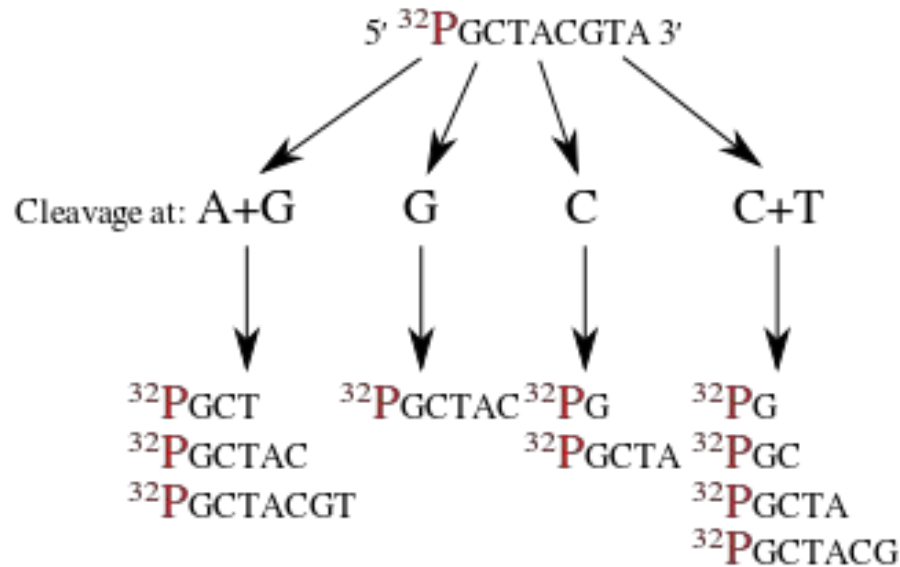 5' ³²PGCTACGTA 3'
Cleavage at: A+G G C C+T
³²PGCT ³²PGCTAC ³²PG ³²PG
³²PGCTAC ³²PGCTA ³²PGC
³²PGCTACGT ³²PGCTA
³²PGCTACG